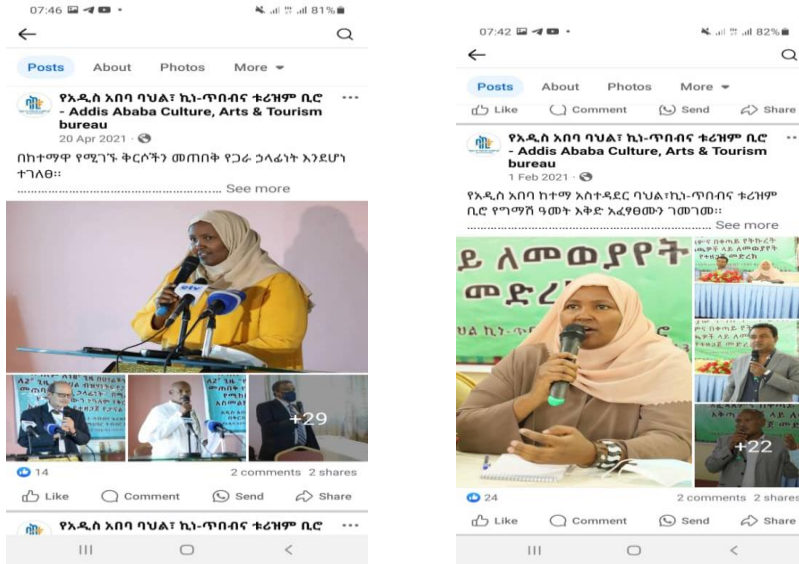 07:46
81%
Posts About Photos More
የአዲስ አበባ ባህል፣ ኪነ-ጥበብና ቱሪዝም ቢሮ
- Addis Ababa Culture, Arts & Tourism
bureau
20 Apr 2021 ·
በከተማዋ የሚገኙ ቅርሶችን መጠበቅ የጋራ ኃላፊነት እንደሆነ
ተገለፀ፡፡
See more
+29
14
2 comments 2 shares
Like Comment Send Share
የአዲስ አበባ ባህል፣ ኪነ-ጥበብና ቱሪዝም ቢሮ
07:42
82%
Posts About Photos More
Like Comment Send Share
የአዲስ አበባ ባህል፣ ኪነ-ጥበብና ቱሪዝም ቢሮ
- Addis Ababa Culture, Arts & Tourism
bureau
1 Feb 2021 ·
የአዲስ አበባ ከተማ አስተዳደር ባህል፣ኪነ-ጥበብና ቱሪዝም
ቢሮ የግማሽ ዓመት እቅድ አፈፃፀሙን ገመገመ፡፡
See more
ይ ለመወያየት
መድረ
+22
24
2 comments 2 shares
Like Comment Send Share